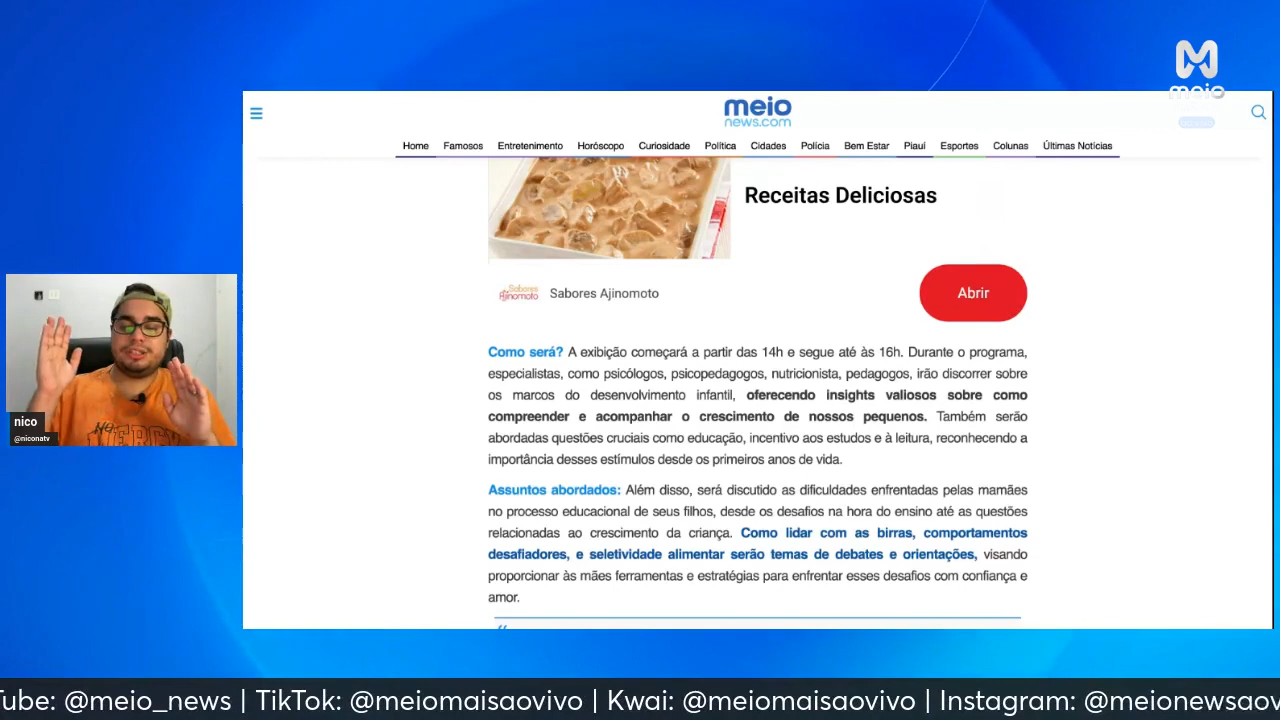 meio
meio
news.com
Home Famosos Entretenimento Horóscopo Curiosidade Política Cidades Polícia Bem Estar Piauí Esportes Colunas Últimas Notícias
Receitas Deliciosas
Sabores Ajinomoto
Sabores Ajinomoto
Abrir
Como será? A exibição começará a partir das 14h e segue até às 16h. Durante o programa,
especialistas, como psicólogos, psicopedagogos, nutricionista, pedagogos, irão discorrer sobre
os marcos do desenvolvimento infantil, oferecendo insights valiosos sobre como
compreender e acompanhar o crescimento de nossos pequenos. Também serão
abordadas questões cruciais como educação, incentivo aos estudos e à leitura, reconhecendo a
importância desses estímulos desde os primeiros anos de vida.
Assuntos abordados: Além disso, será discutido as dificuldades enfrentadas pelas mamães
no processo educacional de seus filhos, desde os desafios na hora do ensino até as questões
relacionadas ao crescimento da criança. Como lidar com as birras, comportamentos
desafiadores, e seletividade alimentar serão temas de debates e orientações, visando
proporcionar às mães ferramentas e estratégias para enfrentar esses desafios com confiança e
amor.
nico
@niconatv
Tube: @meio_news | TikTok: @meiomaisaovivo | Kwai: @meiomaisaovivo | Instagram: @meionewsaov